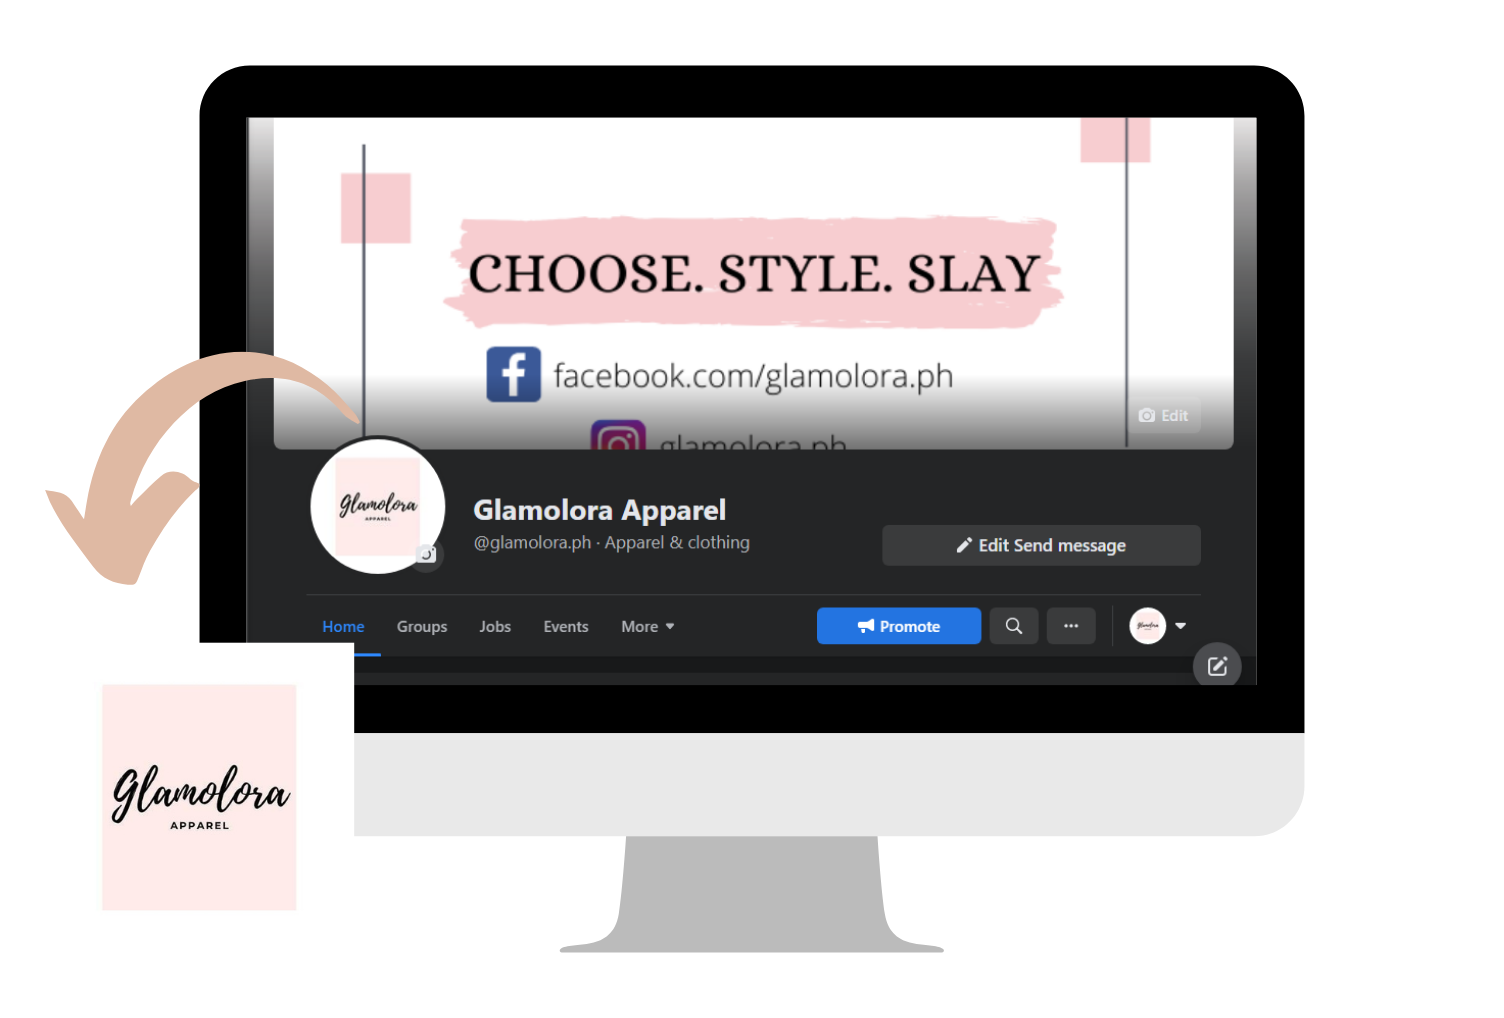 CHOOSE. STYLE. SLAY
facebook.com/glamolora.ph
glamolora.ph
Edit
Glamolora
APPAREL
Glamolora Apparel
@glamolora.ph · Apparel & clothing
Edit Send message
Home Groups Jobs Events More
Promote
Glamolora
Glamolora
APPAREL